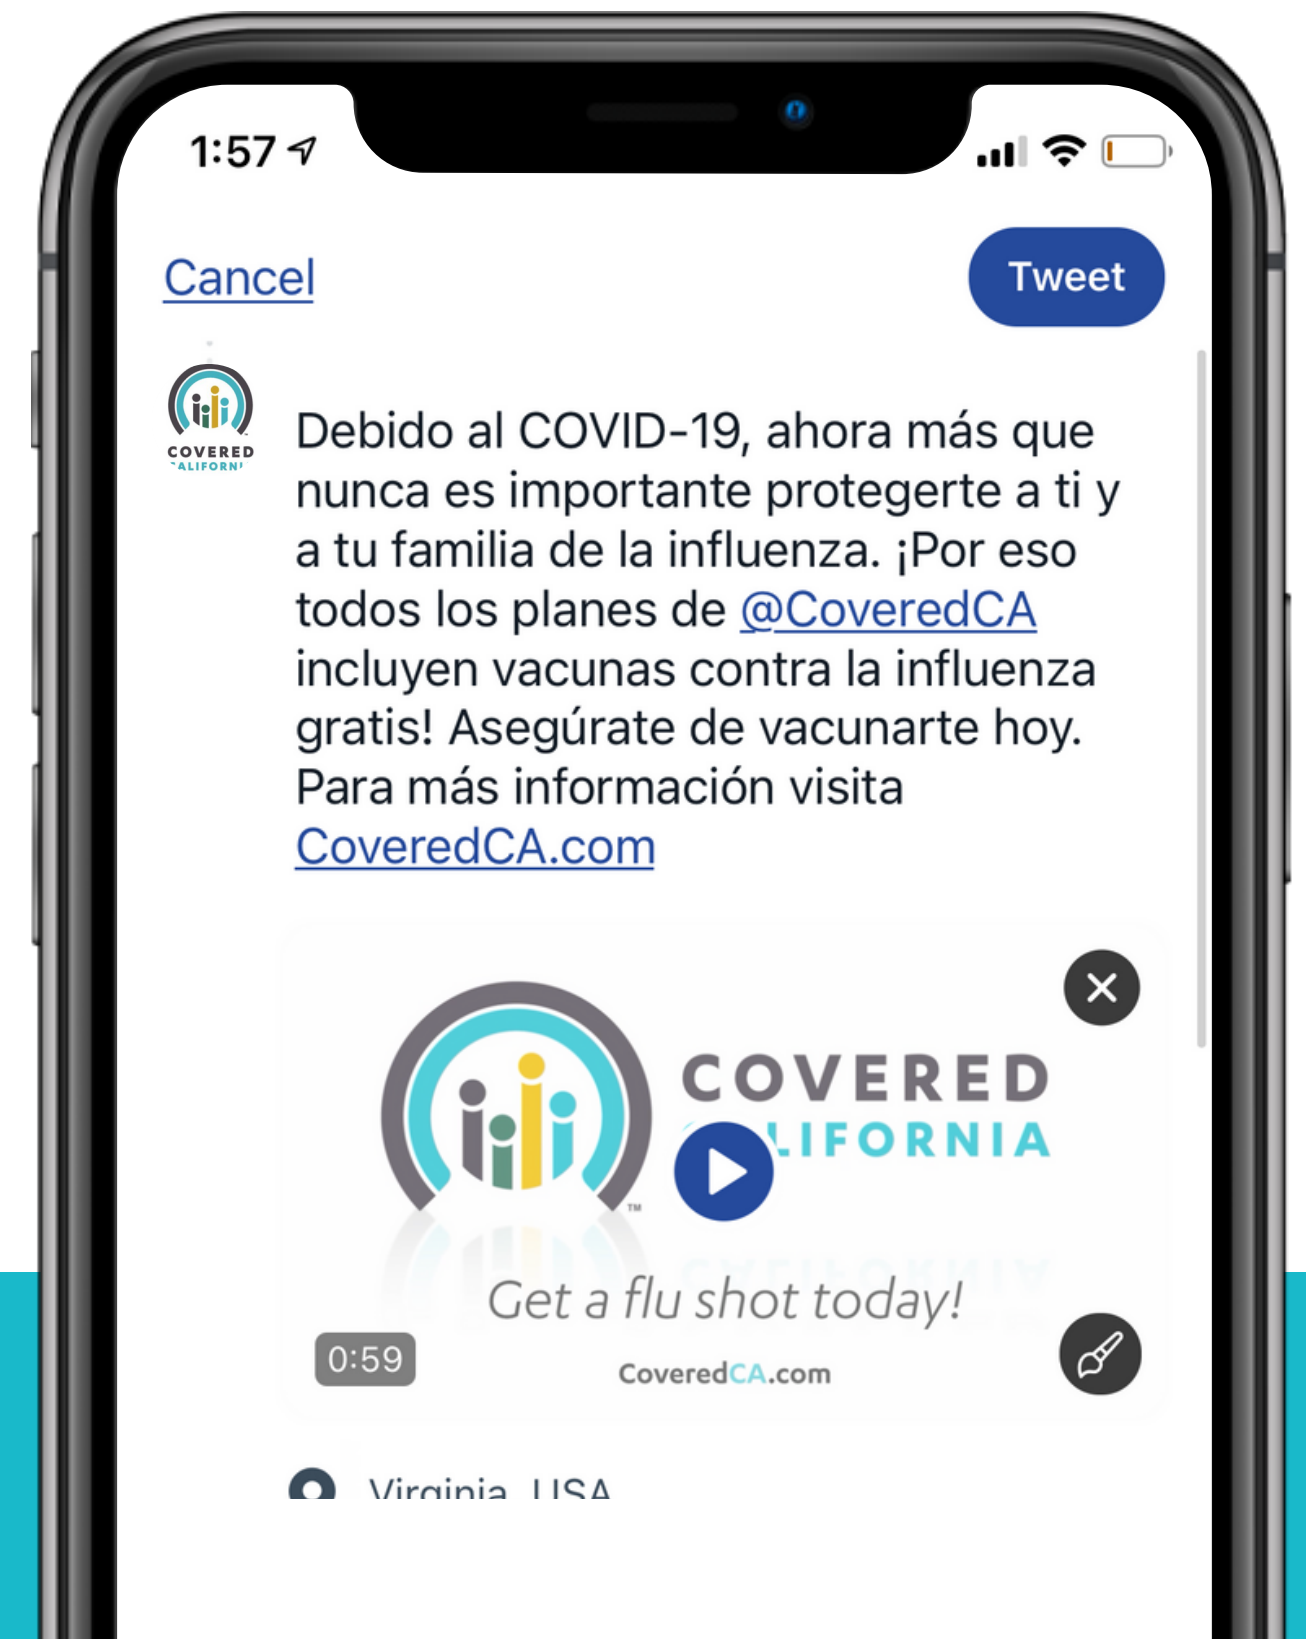 1:57
Cancel
Tweet
COVERED
Debido al COVID-19, ahora más que
nunca es importante protegerte a ti y
a tu familia de la influenza. ¡Por eso
todos los planes de @CoveredCA
incluyen vacunas contra la influenza
gratis! Asegúrate de vacunarte hoy.
Para más información visita
CoveredCA.com
COVERED
LIFORNIA
TM
Get a flu shot today!
0:59
CoveredCA.com
Virginia, USA